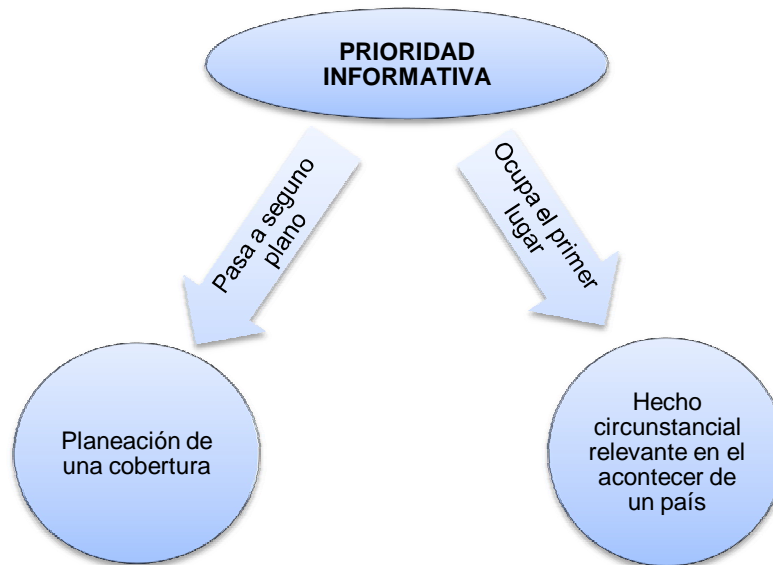 PRIORIDAD
INFORMATIVA
Pasa a seguno
plano
Ocupa el primer
lugar
Planeación de
una cobertura
Hecho
circunstancial
relevante en el
acontecer de
un país